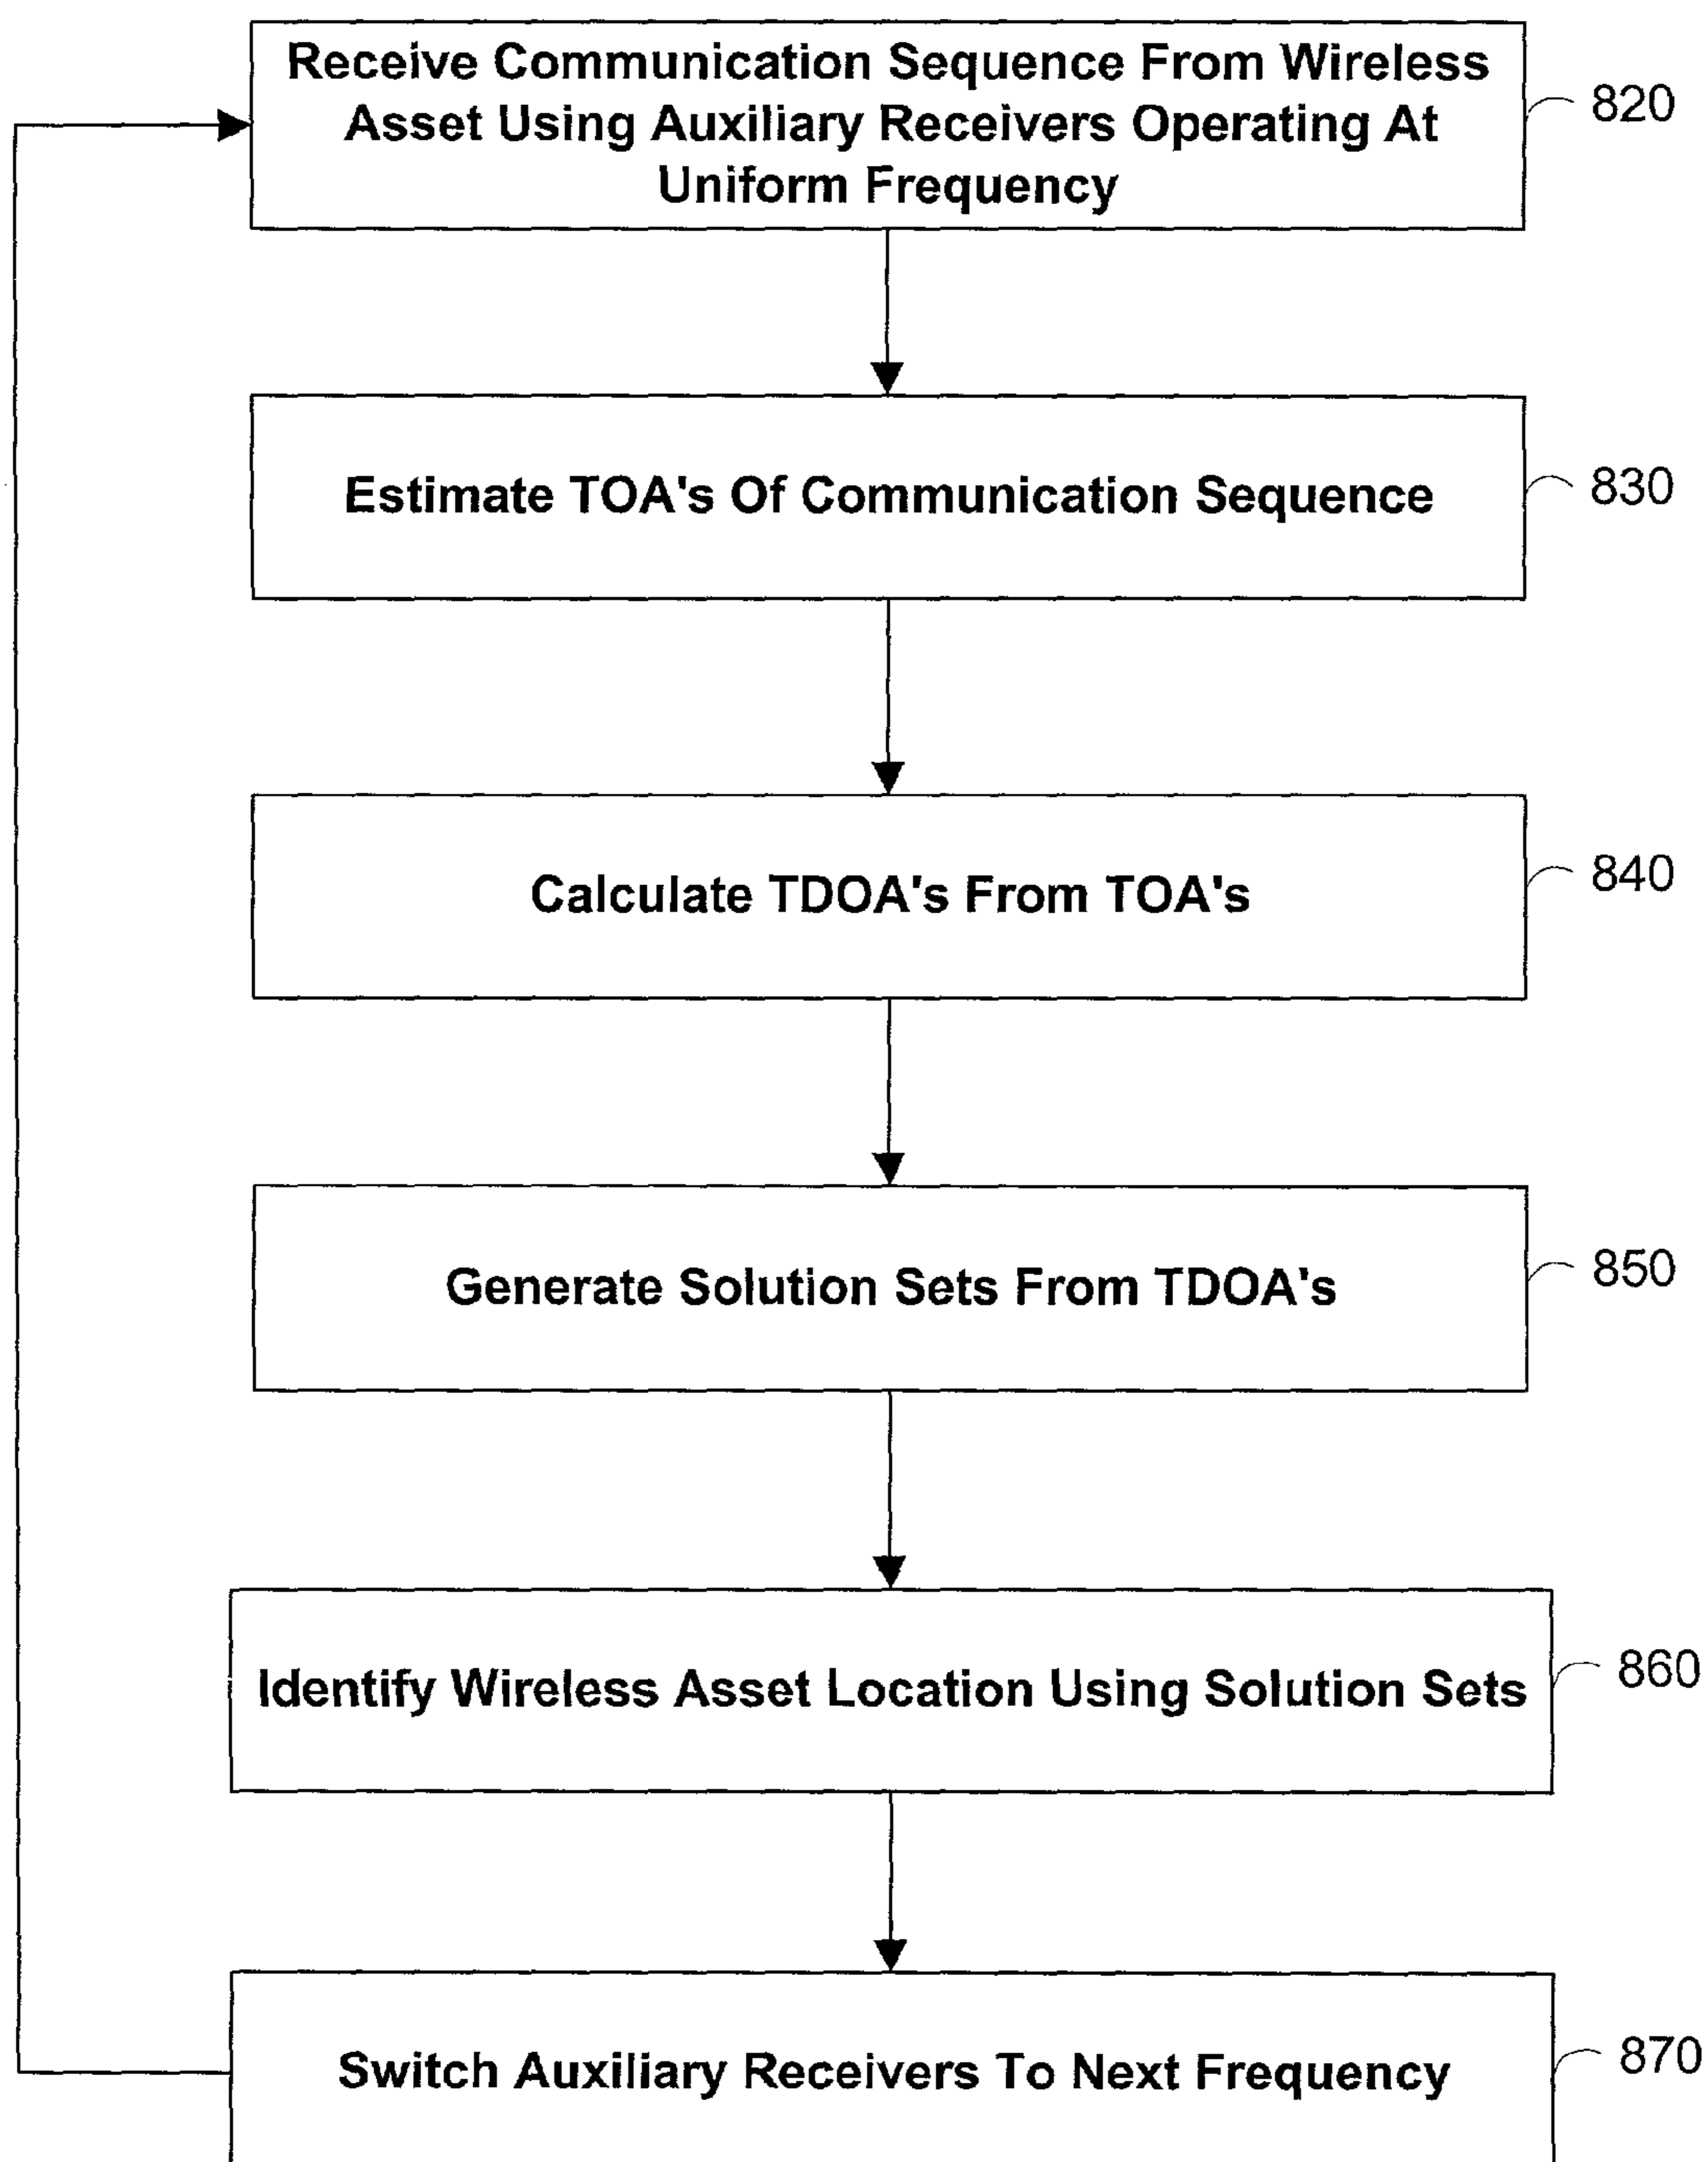 Receive Communication Sequence From Wireless
Asset Using Auxiliary Receivers Operating At
Uniform Frequency
820
Estimate TOA's Of Communication Sequence
830
Calculate TDOA's From TOA's
840
Generate Solution Sets From TDOA's
850
Identify Wireless Asset Location Using Solution Sets
860
Switch Auxiliary Receivers To Next Frequency
870